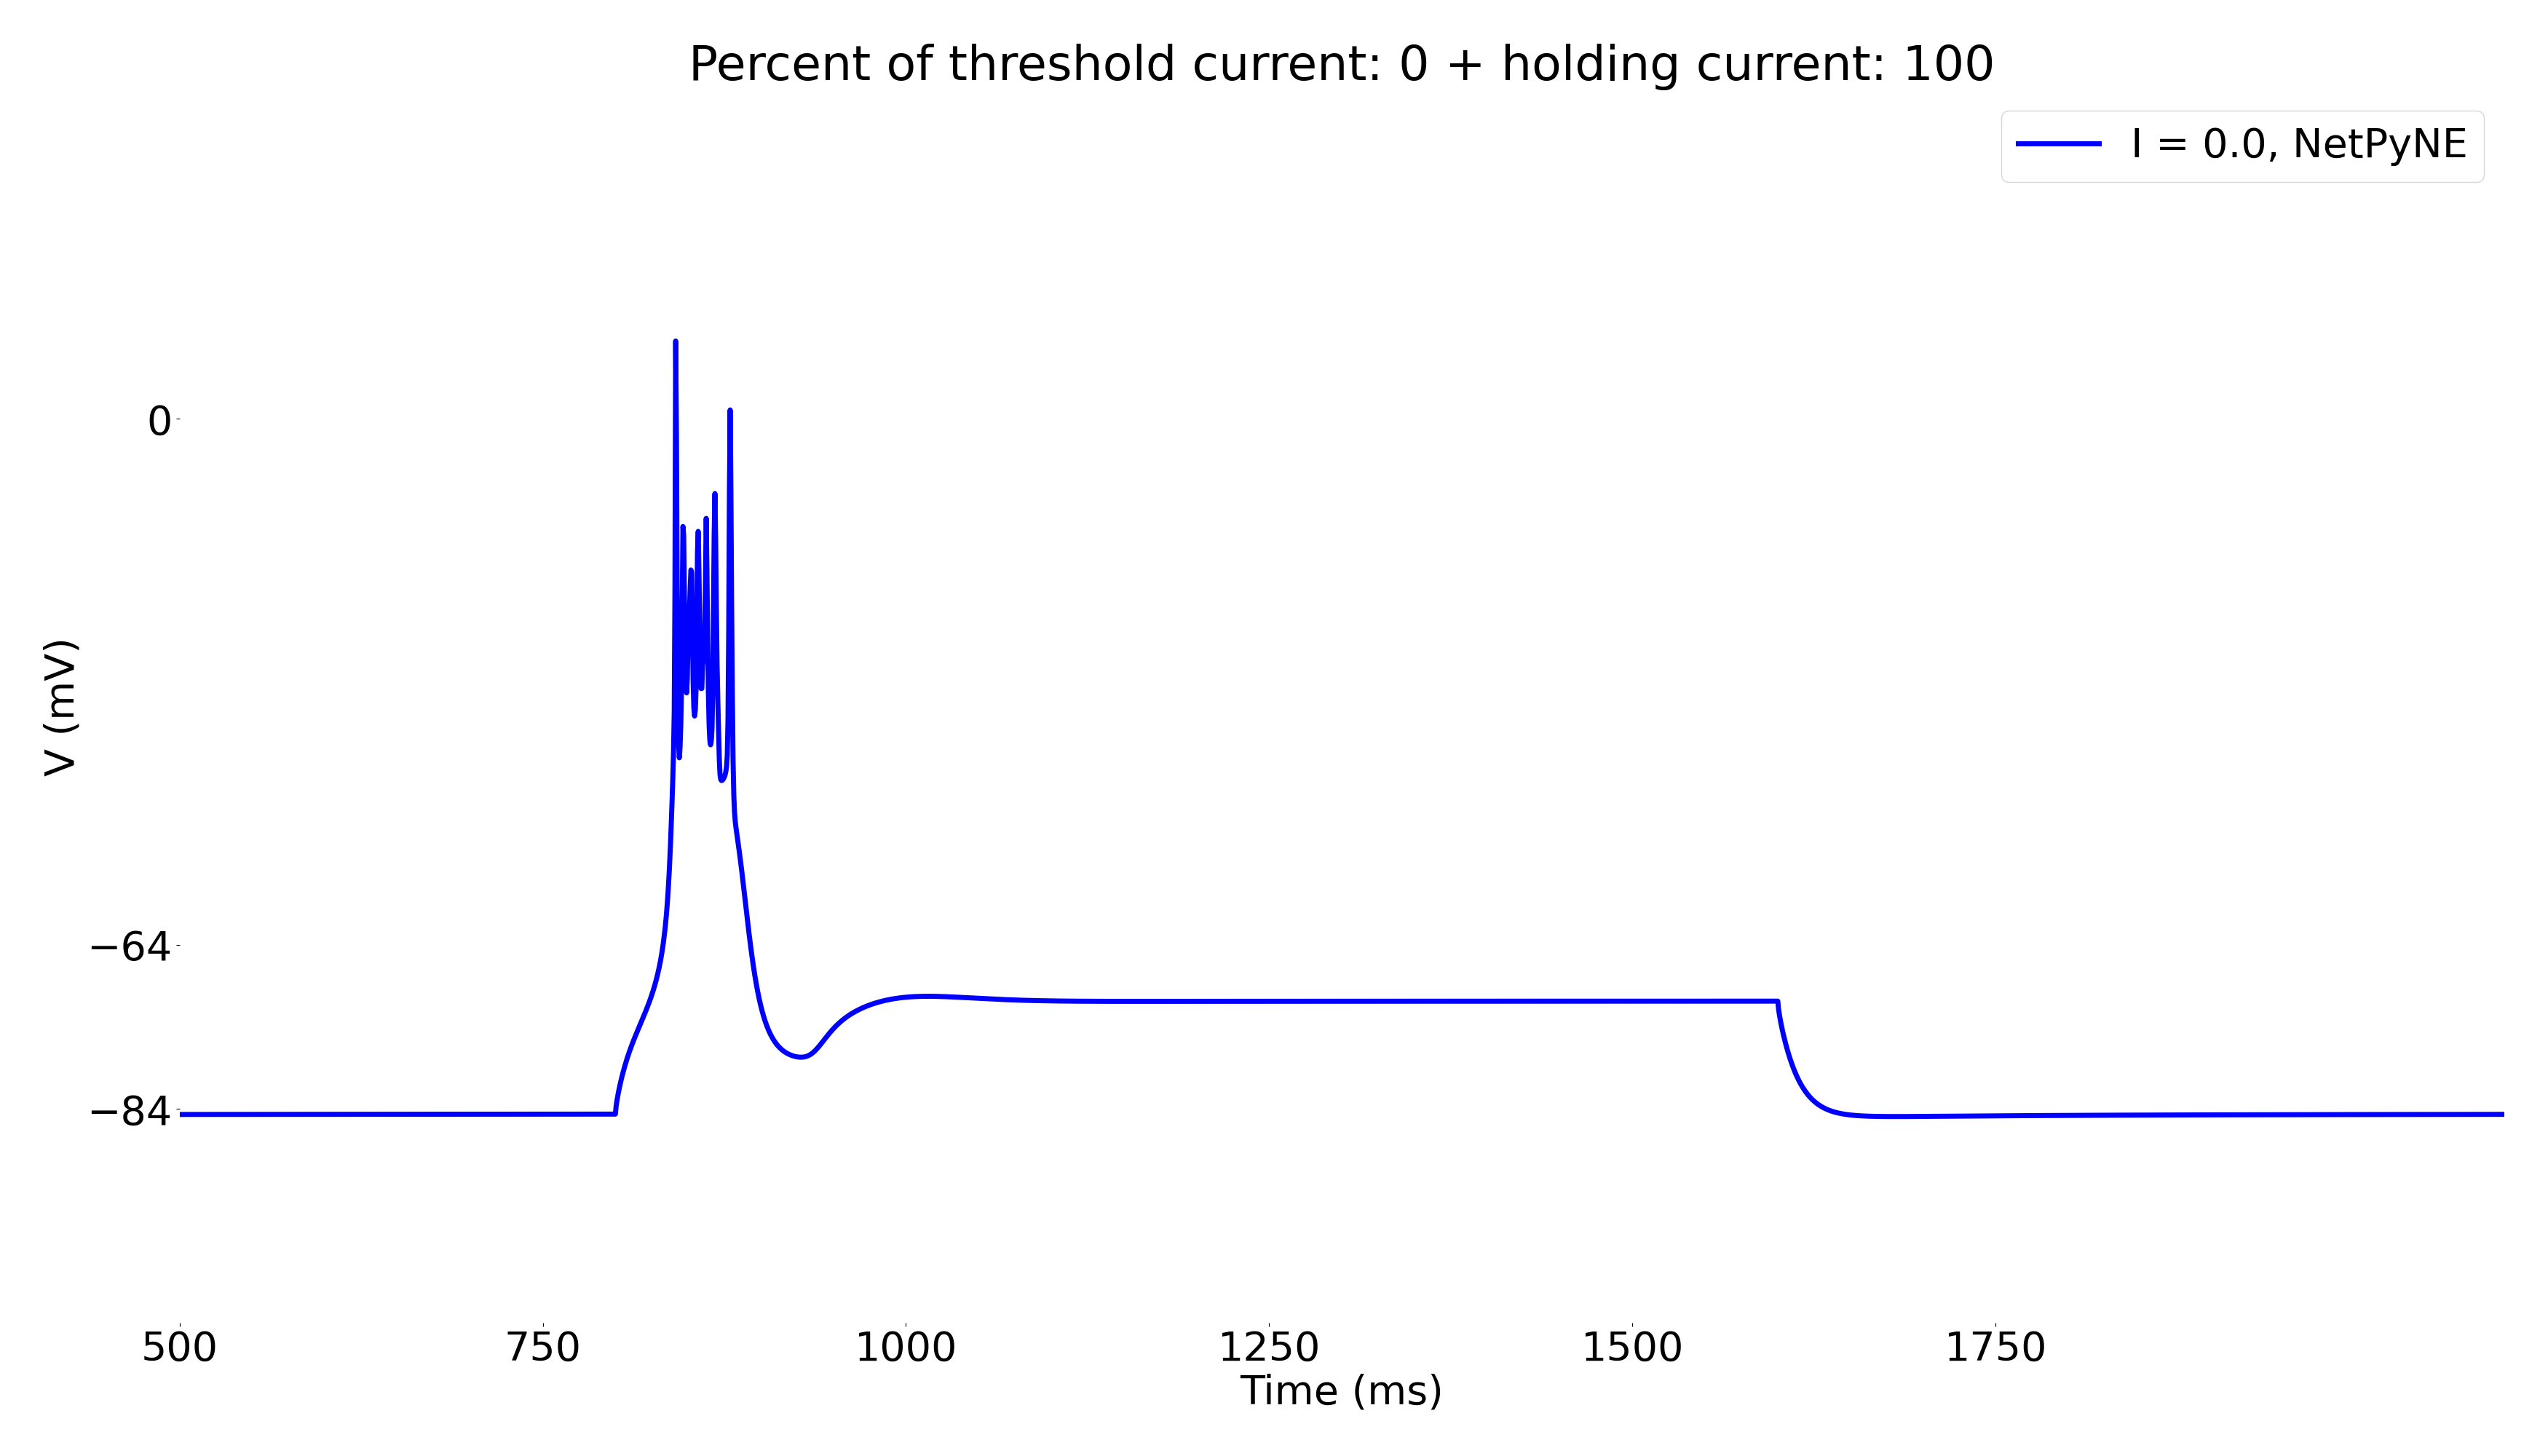 Percent of threshold current: 0 + holding current: 100
I = 0.0, NetPyNE
0
−64
−84
V (mV)
500 750 1000 1250 1500 1750
Time (ms)